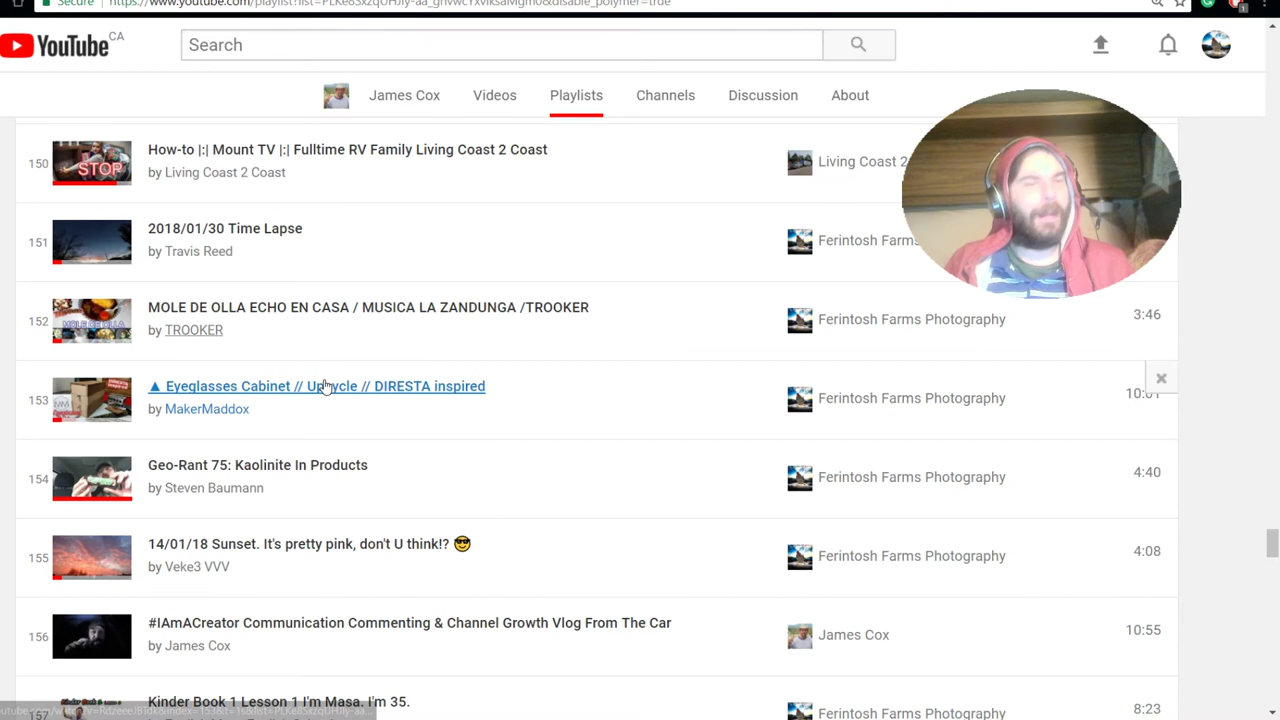 Secure
YouTube CA
Search
James Cox Videos Playlists Channels Discussion About
150 STOP How-to |:| Mount TV |:| Fulltime RV Family Living Coast 2 Coast
by Living Coast 2 Coast Living Coast 2
151 2018/01/30 Time Lapse
by Travis Reed Ferintosh Farms
152 MOLE DE OLLA MOLE DE OLLA ECHO EN CASA / MUSICA LA ZANDUNGA /TROOKER
by TROOKER Ferintosh Farms Photography 3:46
153 ▲ Eyeglasses Cabinet // Upcycle // DIRESTA inspired
by MakerMaddox Ferintosh Farms Photography 10:01
154 Geo-Rant 75: Kaolinite In Products
by Steven Baumann Ferintosh Farms Photography 4:40
155 14/01/18 Sunset. It's pretty pink, don't U think!? 😎
by Veke3 VVV Ferintosh Farms Photography 4:08
156 #IAmACreator Communication Commenting & Channel Growth Vlog From The Car
by James Cox James Cox 10:55
157 Kinder Book 1 Lesson 1 I'm Masa. I'm 35.
Ferintosh Farms Photography 8:23